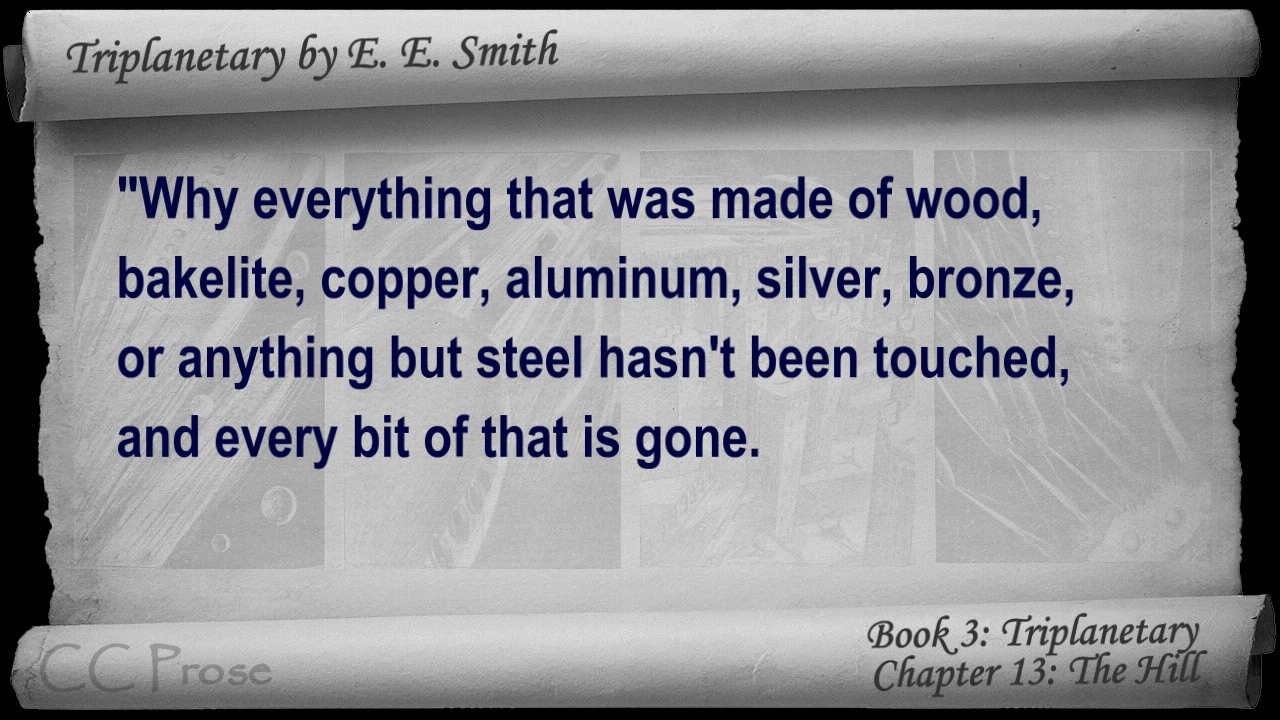 Triplanetary by E. E. Smith
"Why everything that was made of wood,
bakelite, copper, aluminum, silver, bronze,
or anything but steel hasn't been touched,
and every bit of that is gone.
Book 3: Triplanetary
Chapter 13: The Hill
CC Prose